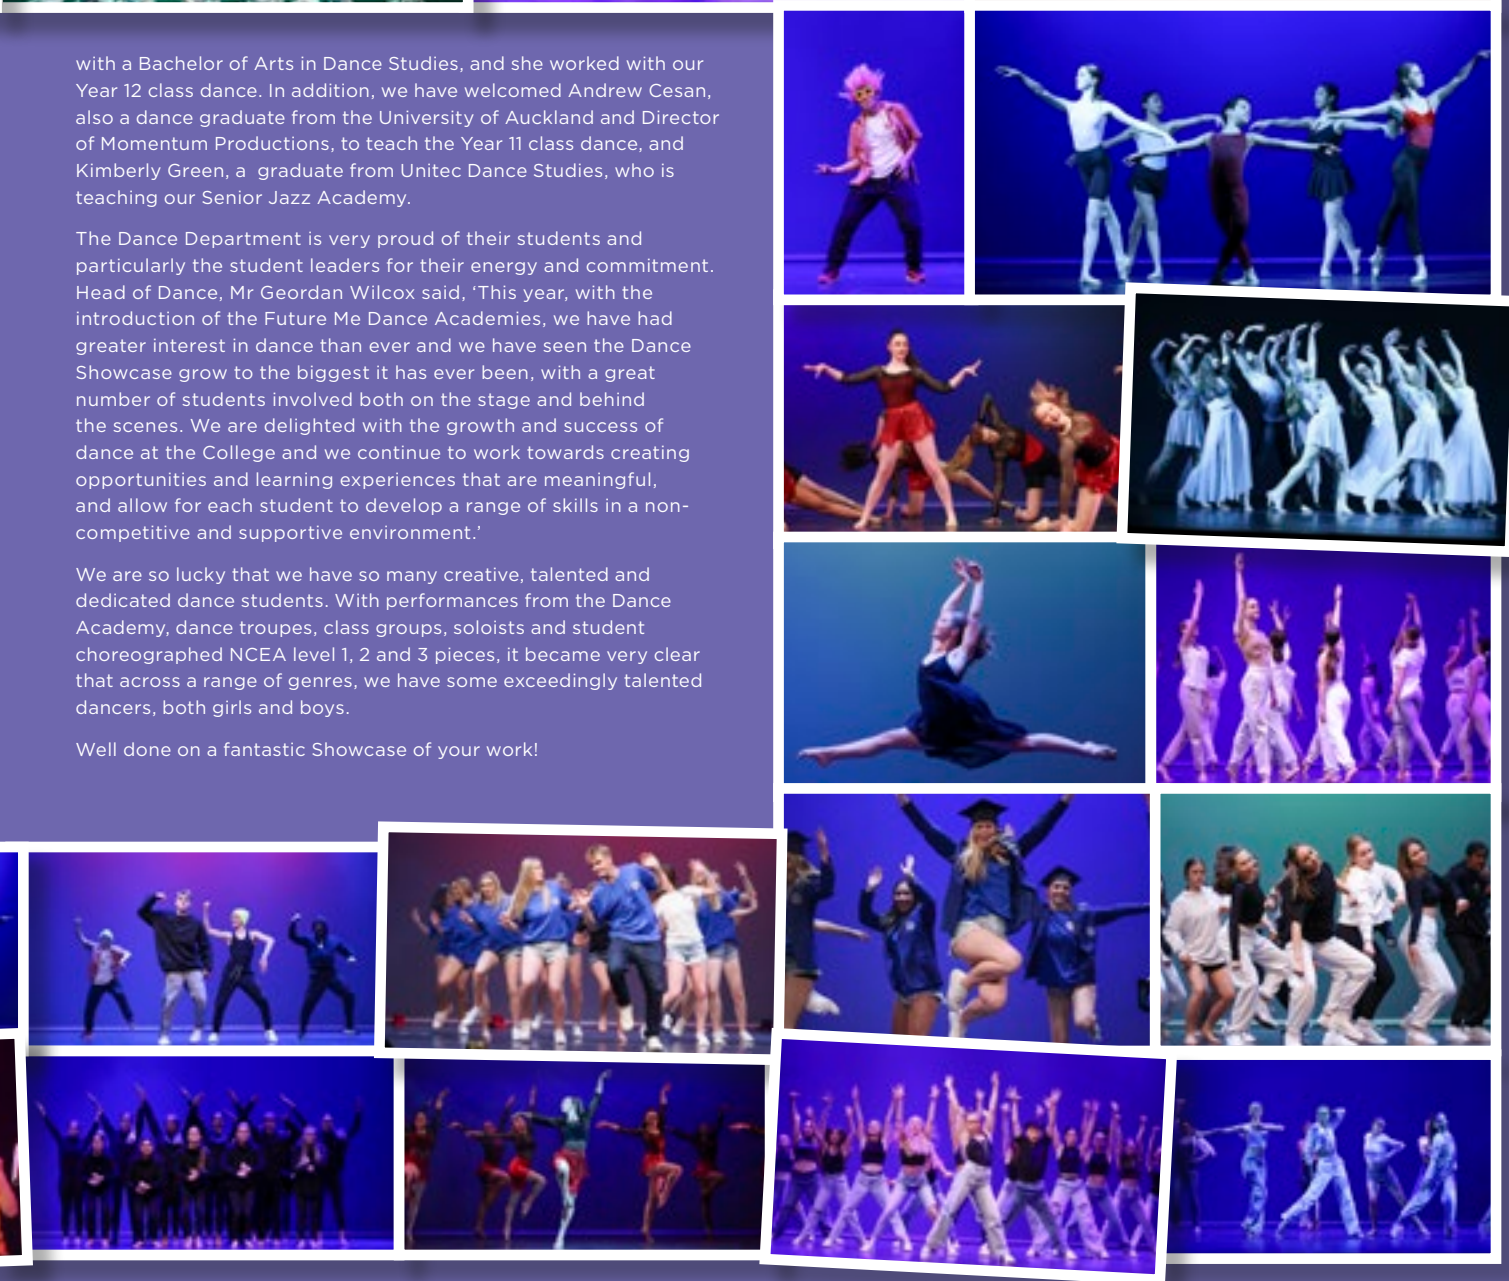 with a Bachelor of Arts in Dance Studies, and she worked with our
Year 12 class dance. In addition, we have welcomed Andrew Cesan,
also a dance graduate from the University of Auckland and Director
of Momentum Productions, to teach the Year 11 class dance, and
Kimberly Green, a  graduate from Unitec Dance Studies, who is
teaching our Senior Jazz Academy.
The Dance Department is very proud of their students and
particularly the student leaders for their energy and commitment.
Head of Dance, Mr Geordan Wilcox said, ‘This year, with the
introduction of the Future Me Dance Academies, we have had
greater interest in dance than ever and we have seen the Dance
Showcase grow to the biggest it has ever been, with a great
number of students involved both on the stage and behind
the scenes. We are delighted with the growth and success of
dance at the College and we continue to work towards creating
opportunities and learning experiences that are meaningful,
and allow for each student to develop a range of skills in a non-
competitive and supportive environment.’
We are so lucky that we have so many creative, talented and
dedicated dance students. With performances from the Dance
Academy, dance troupes, class groups, soloists and student
choreographed NCEA level 1, 2 and 3 pieces, it became very clear
that across a range of genres, we have some exceedingly talented
dancers, both girls and boys.
Well done on a fantastic Showcase of your work!